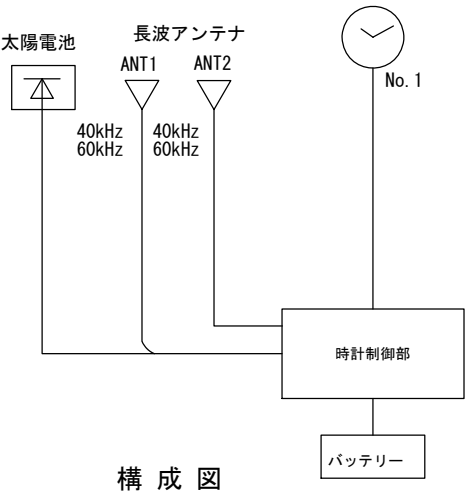 太陽電池
長波アンテナ
ANT1
ANT2
No. 1
40kHz
60kHz
40kHz
60kHz
時計制御部
バッテリー
構成図